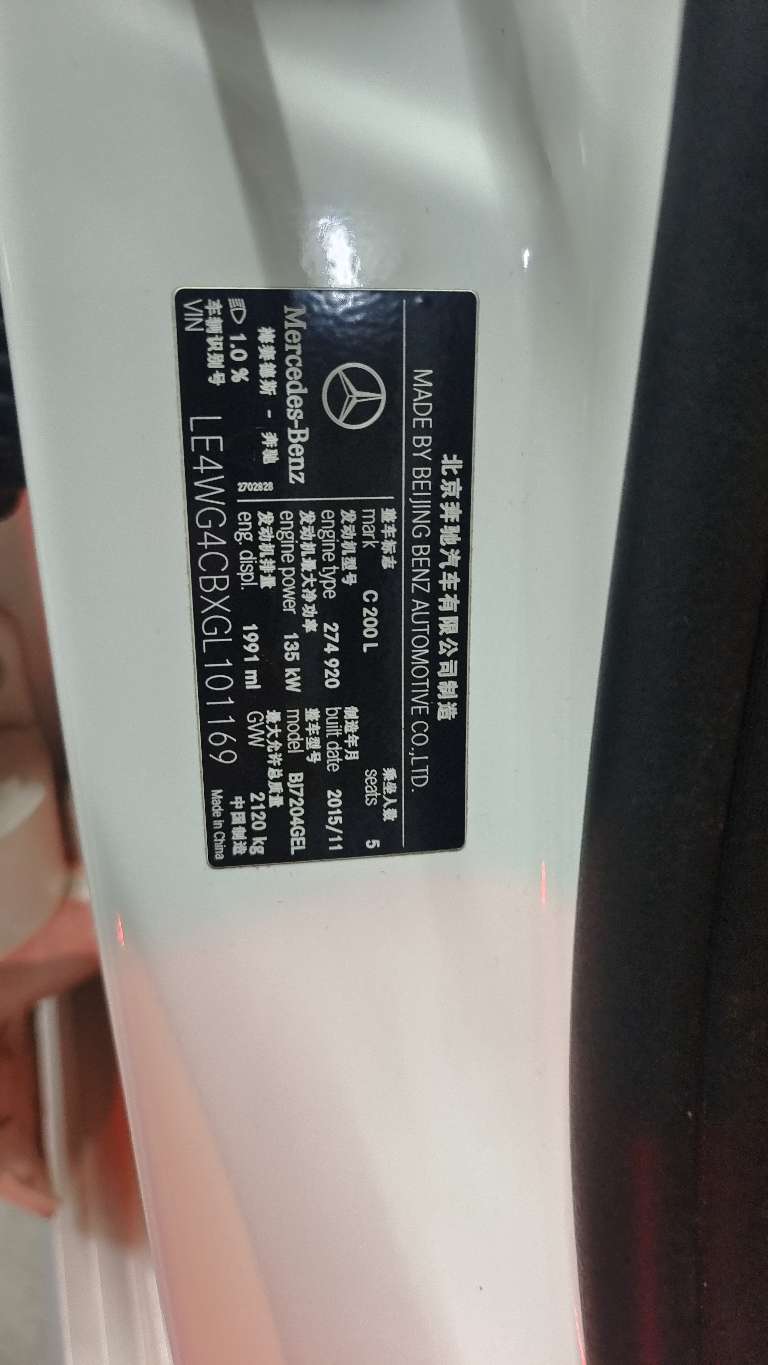 北京奔驰汽车有限公司制造
MADE BY BEIJING BENZ AUTOMOTIVE CO.,LTD.
整车标志
mark C 200 L
乘坐人数
seats 5
发动机型号
engine type 274 920
制造年月
built date 2015/11
发动机最大净功率
engine power 135 kW
整车型号
model BJ7204GEL
发动机排量
eng. displ. 1991 ml
最大允许总质量
GVW 2120 kg
Mercedes-Benz
梅赛德斯 - 奔驰
2702828
1.0 %
车辆识别号
VIN LE4WG4CBXGL101169
中国制造
Made In China